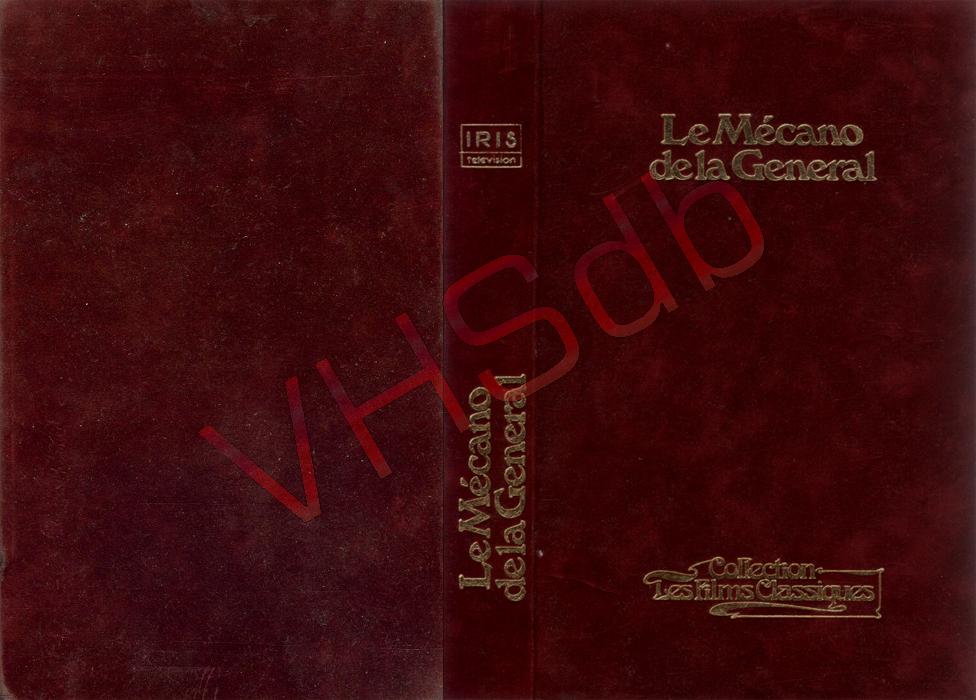 IRIS
television
Le Mécano
de la General
Le Mécano
de la General
Collection
Les Films Classiques
VHSdb